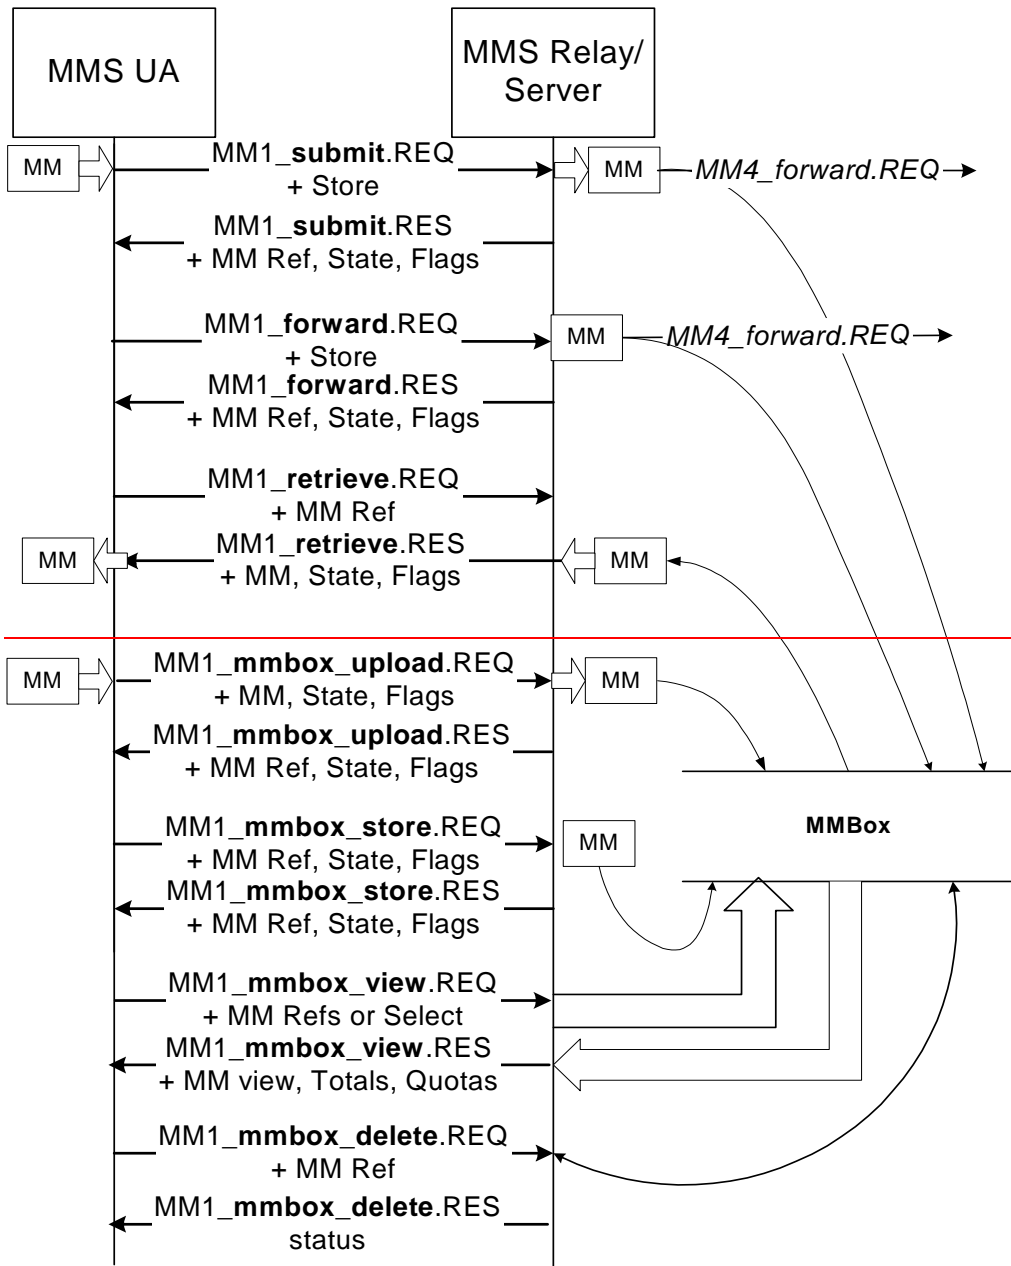 MMS UA
MMS Relay/
Server
MM
MM1_submit.REQ
+ Store
MM
MM4_forward.REQ
MM1_submit.RES
+ MM Ref, State, Flags
MM1_forward.REQ
+ Store
MM
MM4_forward.REQ
MM1_forward.RES
+ MM Ref, State, Flags
MM1_retrieve.REQ
+ MM Ref
MM
MM1_retrieve.RES
+ MM, State, Flags
MM
MM
MM1_mmbox_upload.REQ
+ MM, State, Flags
MM
MM1_mmbox_upload.RES
+ MM Ref, State, Flags
MMBox
MM1_mmbox_store.REQ
+ MM Ref, State, Flags
MM
MM1_mmbox_store.RES
+ MM Ref, State, Flags
MM1_mmbox_view.REQ
+ MM Refs or Select
MM1_mmbox_view.RES
+ MM view, Totals, Quotas
MM1_mmbox_delete.REQ
+ MM Ref
MM1_mmbox_delete.RES
status